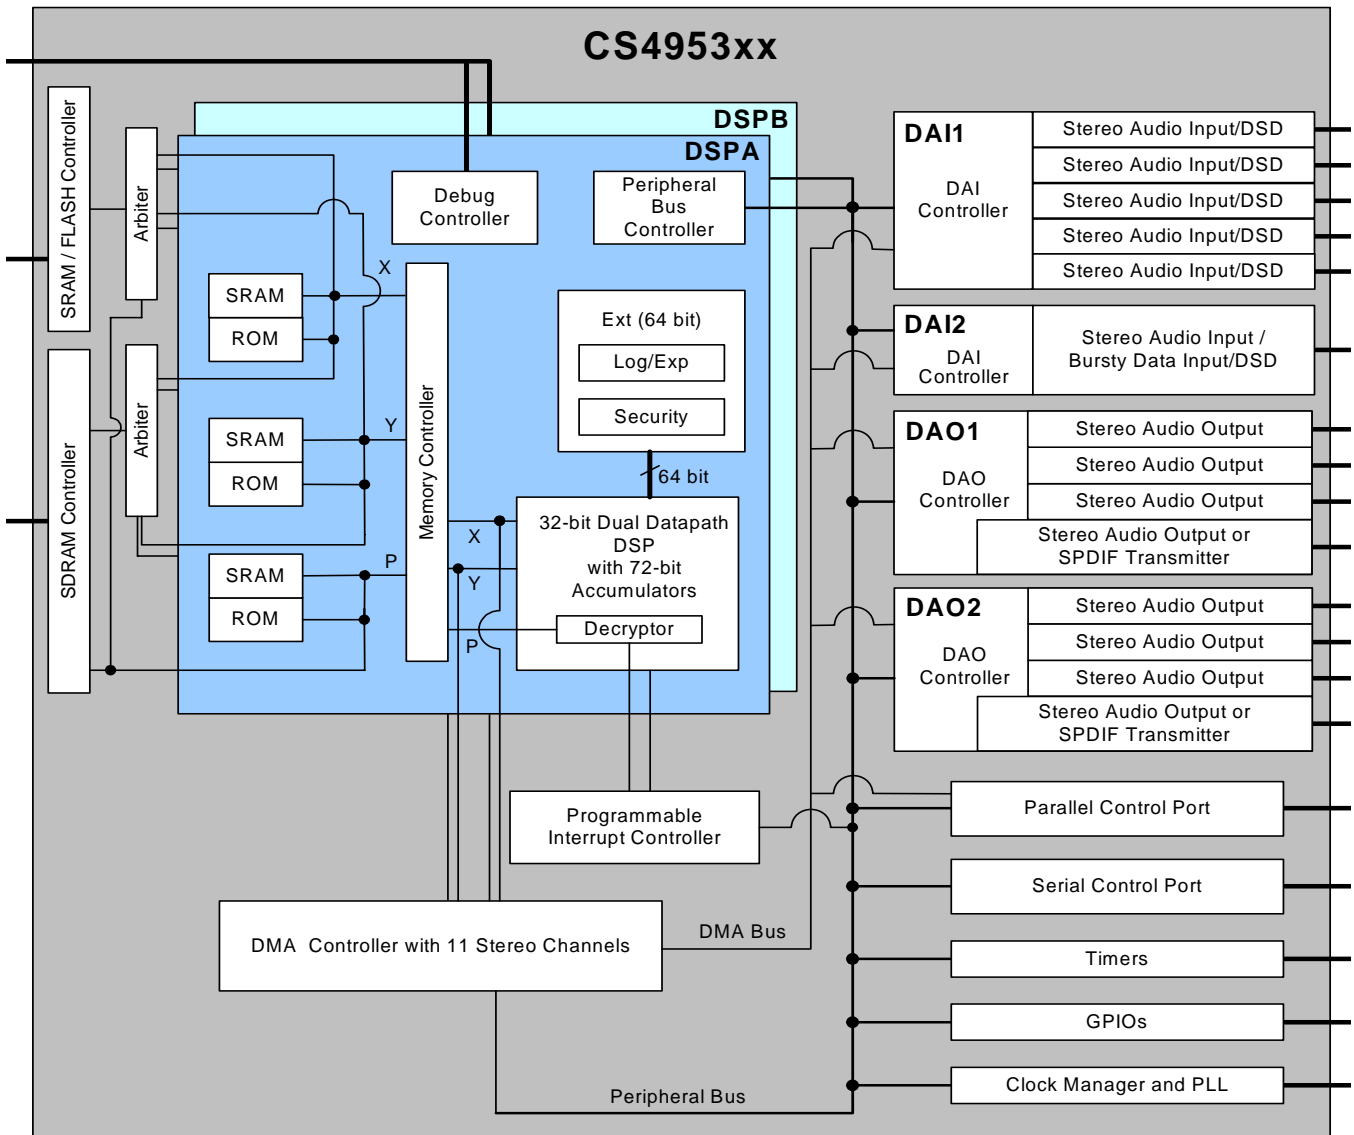 CS4953xx
SRAM / FLASH Controller
SDRAM Controller
Arbiter
Arbiter
DSPB
DSPA
Debug
Controller
Peripheral
Bus
Controller
X
SRAM
ROM
Y
SRAM
ROM
P
SRAM
ROM
Memory Controller
Ext (64 bit)
Log/Exp
Security
64 bit
X
Y
P
32-bit Dual Datapath
DSP
with 72-bit
Accumulators
Decryptor
Programmable
Interrupt Controller
DMA Controller with 11 Stereo Channels
DMA Bus
Peripheral Bus
DAI1
DAI
Controller
Stereo Audio Input/DSD
Stereo Audio Input/DSD
Stereo Audio Input/DSD
Stereo Audio Input/DSD
Stereo Audio Input/DSD
DAI2
DAI
Controller
Stereo Audio Input /
Bursty Data Input/DSD
DAO1
DAO
Controller
Stereo Audio Output
Stereo Audio Output
Stereo Audio Output
Stereo Audio Output or
SPDIF Transmitter
DAO2
DAO
Controller
Stereo Audio Output
Stereo Audio Output
Stereo Audio Output
Stereo Audio Output or
SPDIF Transmitter
Parallel Control Port
Serial Control Port
Timers
GPIOs
Clock Manager and PLL